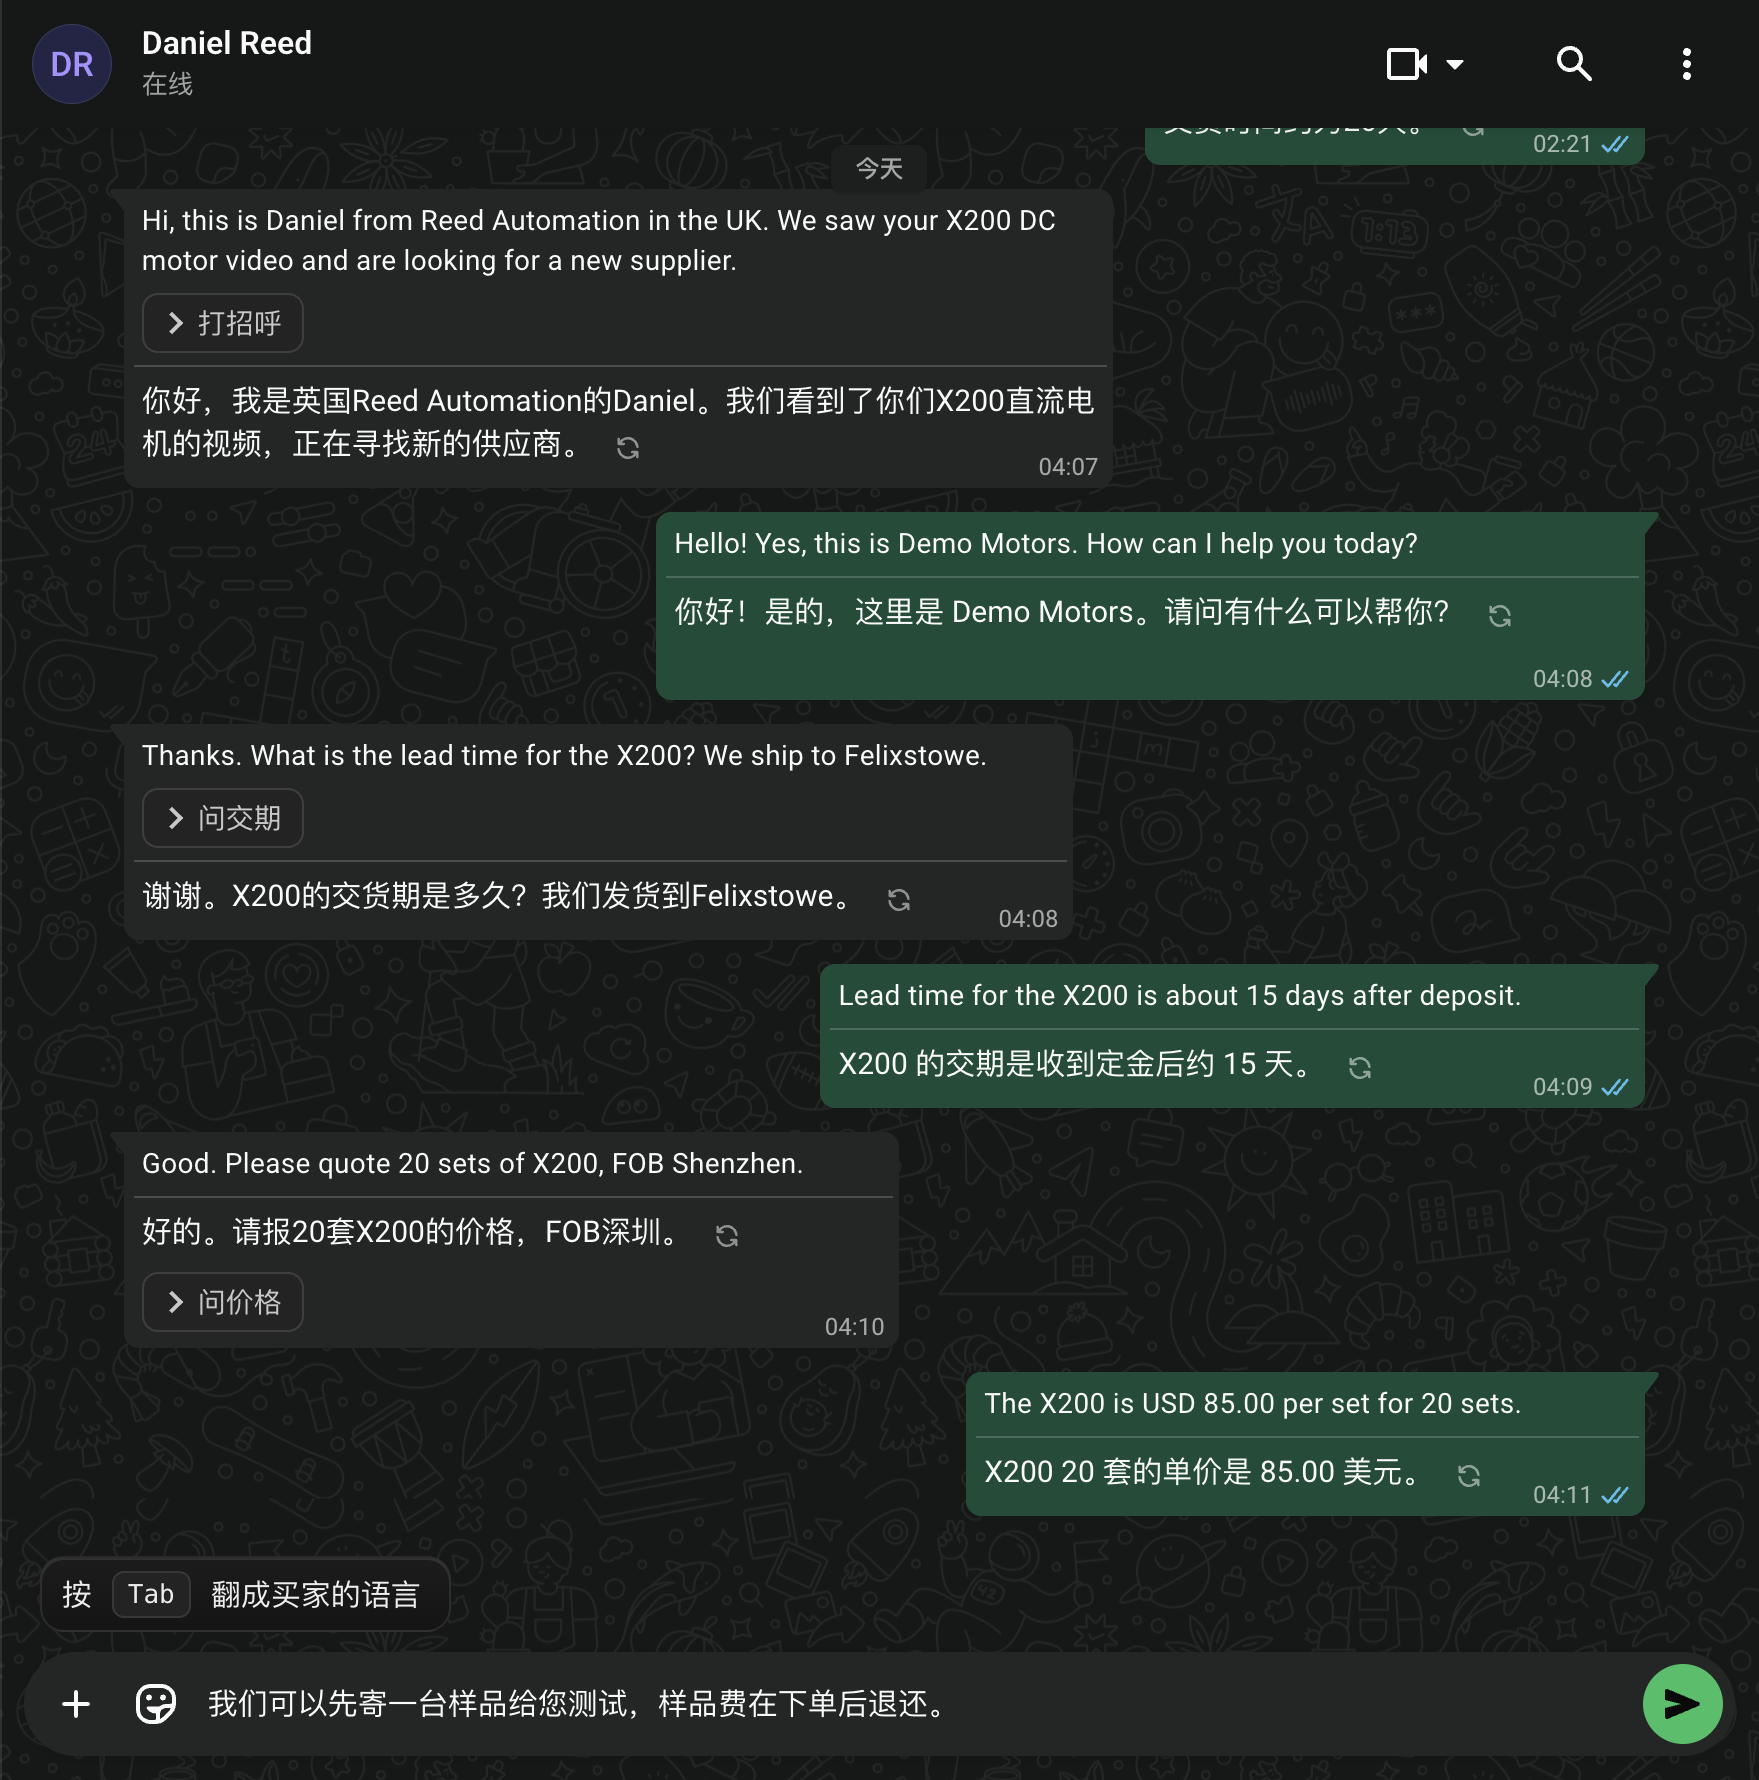 DR
Daniel Reed
在线
02:21
今天
Hi, this is Daniel from Reed Automation in the UK. We saw your X200 DC
motor video and are looking for a new supplier.
打招呼
你好，我是英国Reed Automation的Daniel。我们看到了你们X200直流电
机的视频，正在寻找新的供应商。
04:07
Hello! Yes, this is Demo Motors. How can I help you today?
你好！是的，这里是 Demo Motors。请问有什么可以帮你？
04:08
Thanks. What is the lead time for the X200? We ship to Felixstowe.
问交期
谢谢。X200的交货期是多久？我们发货到Felixstowe。
04:08
Lead time for the X200 is about 15 days after deposit.
X200 的交期是收到定金后约 15 天。
04:09
Good. Please quote 20 sets of X200, FOB Shenzhen.
好的。请报20套X200的价格，FOB深圳。
问价格
04:10
The X200 is USD 85.00 per set for 20 sets.
X200 20 套的单价是 85.00 美元。
04:11
按 Tab 翻成买家的语言
我们可以先寄一台样品给您测试，样品费在下单后退还。